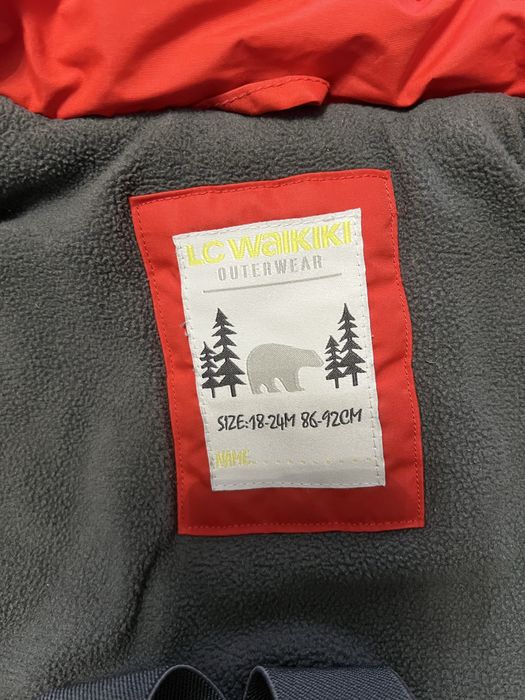 LC WAIKIKI
OUTERWEAR
SIZE:18-24M 86-92CM
NAME